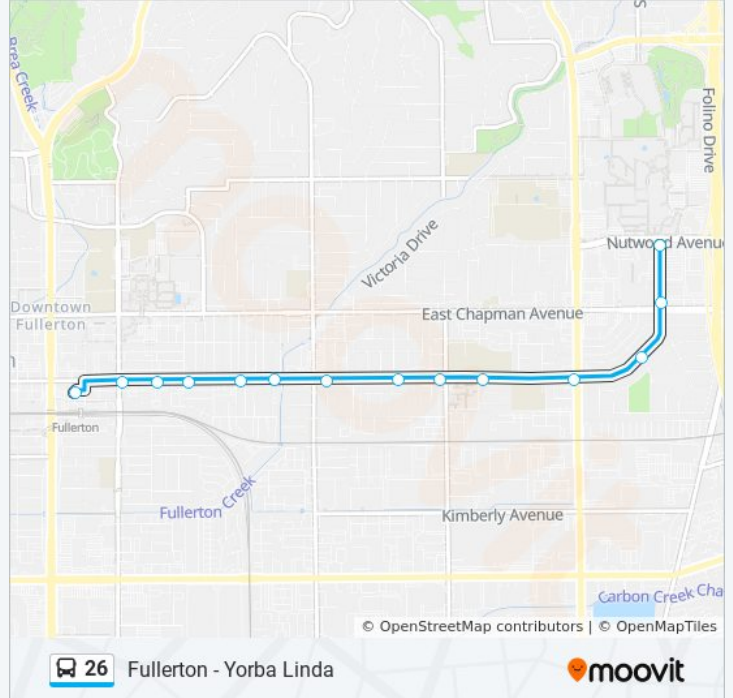 S
Brea Creek
Folino Drive
Victoria Drive
Nutwood Avenu
Downtown
Fullerton
East Chapman Avenue
n
Fullerton
Fullerton Creek
Kimberly Avenue
Carbon Creek Cha
© OpenStreetMap contributors | © OpenMapTiles
26 Fullerton - Yorba Linda
moovit